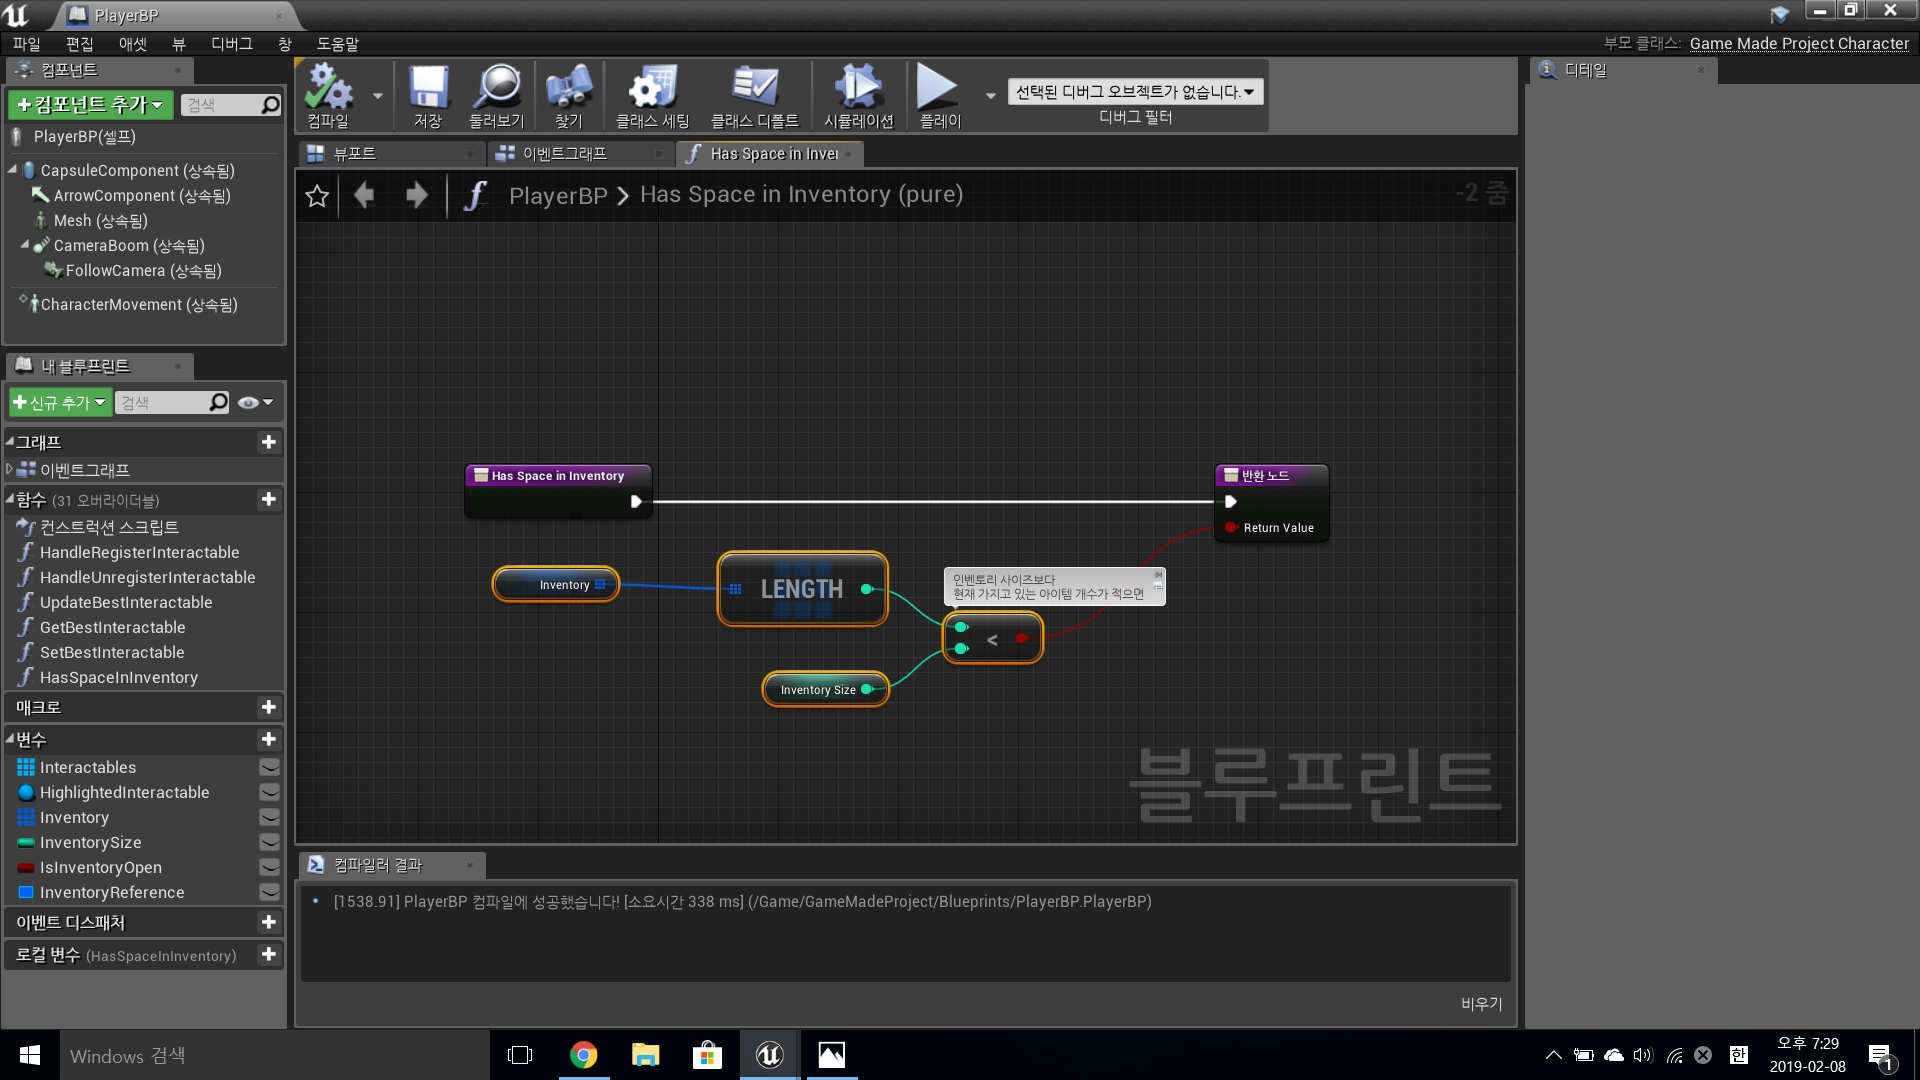 PlayerBP
파일 편집 애셋 뷰 디버그 창 도움말
부모 클래스: Game Made Project Character
컴포넌트
+컴포넌트 추가
검색
PlayerBP(셀프)
CapsuleComponent (상속됨)
ArrowComponent (상속됨)
Mesh (상속됨)
CameraBoom (상속됨)
FollowCamera (상속됨)
CharacterMovement (상속됨)
내 블루프린트
신규 추가
검색
그래프
이벤트그래프
함수 (31 오버라이더블)
컨스트럭션 스크립트
HandleRegisterInteractable
HandleUnregisterInteractable
UpdateBestInteractable
GetBestInteractable
SetBestInteractable
HasSpaceInInventory
매크로
변수
Interactables
HighlightedInteractable
Inventory
InventorySize
IsInventoryOpen
InventoryReference
이벤트 디스패처
로컬 변수 (HasSpaceInInventory)
컴파일 저장 둘러보기 찾기 클래스 세팅 클래스 디폴트 시뮬레이션 플레이
선택된 디버그 오브젝트가 없습니다.
디버그 필터
뷰포트
이벤트그래프
Has Space in Inver
PlayerBP > Has Space in Inventory (pure)
-2 줌
Has Space in Inventory
반환 노드
Return Value
Inventory
LENGTH
인벤토리 사이즈보다
현재 가지고 있는 아이템 개수가 적으면
<
Inventory Size
블루프린트
컴파일러 결과
[1538.91] PlayerBP 컴파일에 성공했습니다! [소요시간 338 ms] (/Game/GameMadeProject/Blueprints/PlayerBP.PlayerBP)
비우기
디테일
Windows 검색
한
오후 7:29
2019-02-08
1